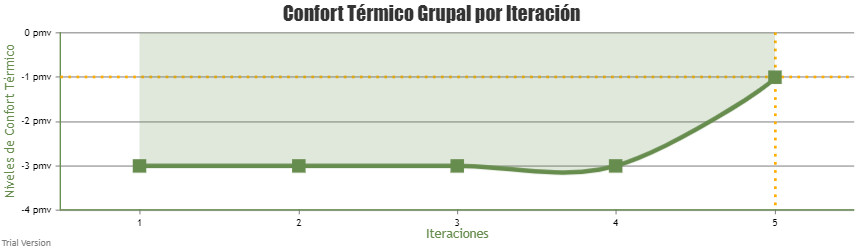 Confort Térmico Grupal por Iteración
Niveles de Confort Térmico
0 pmv
-1 pmv
-2 pmv
-3 pmv
-4 pmv
1 2 3 4 5
Iteraciones
Trial Version